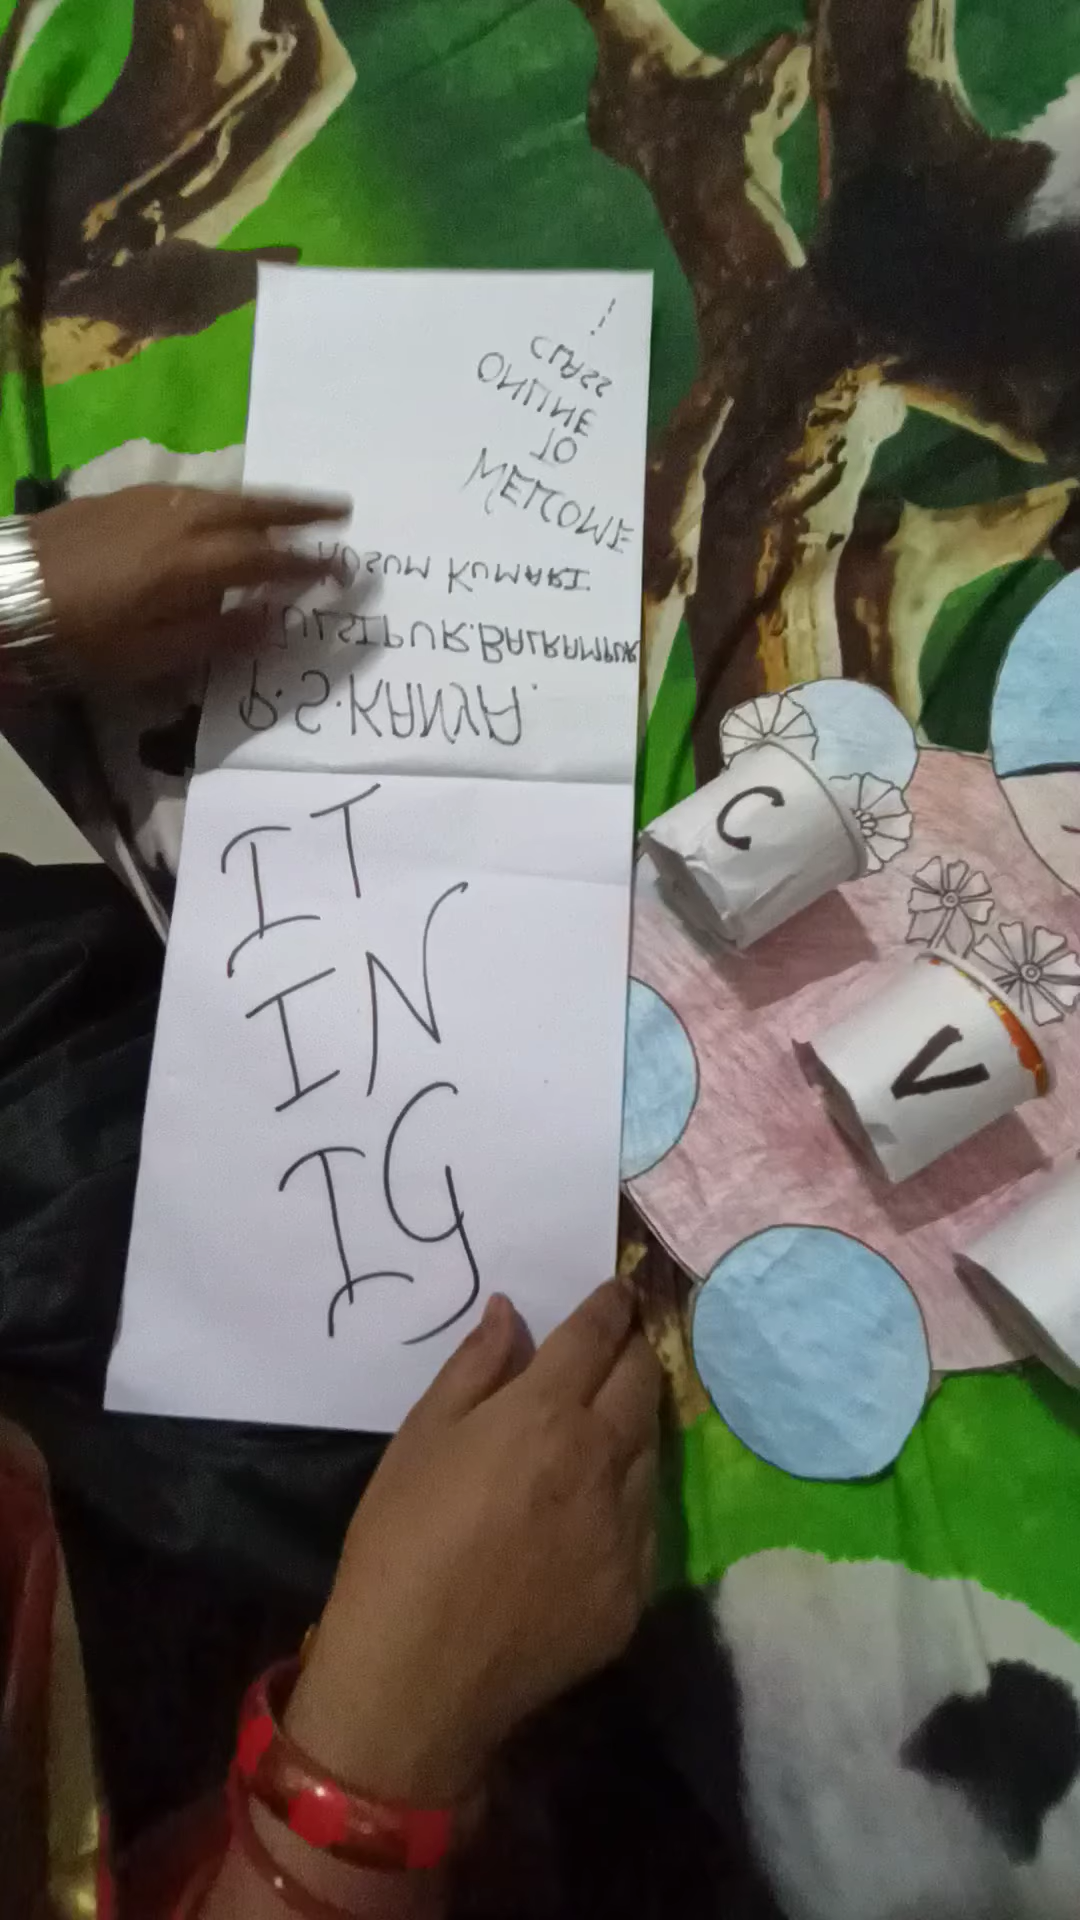 P.S.KANYA.
TULSIPUR.BALRAMPUR
KUSUM KUMARI.
WELCOME
TO
ONLINE
CLASS
!
IT
IN
IG
C
V